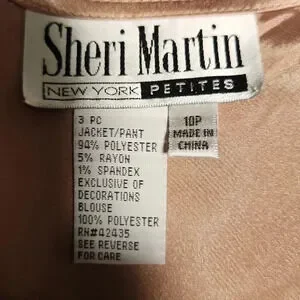 Sheri Martin
NEW YORK PETITES
3 PC
JACKET/PANT
94% POLYESTER
5% RAYON
1% SPANDEX
EXCLUSIVE OF
DECORATIONS
BLOUSE
100% POLYESTER
RN#42435
SEE REVERSE
FOR CARE
10P
MADE IN
CHINA